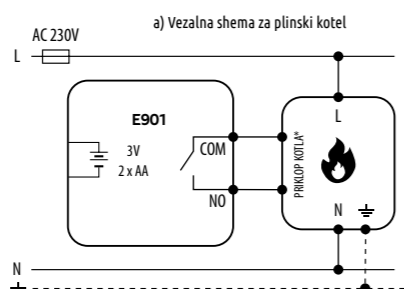 a) Vezalna shema za plinski kotel
AC 230V
L
E901
3V
2 x AA
COM
NO
PRIKLOP KOTLA*
L
N
N